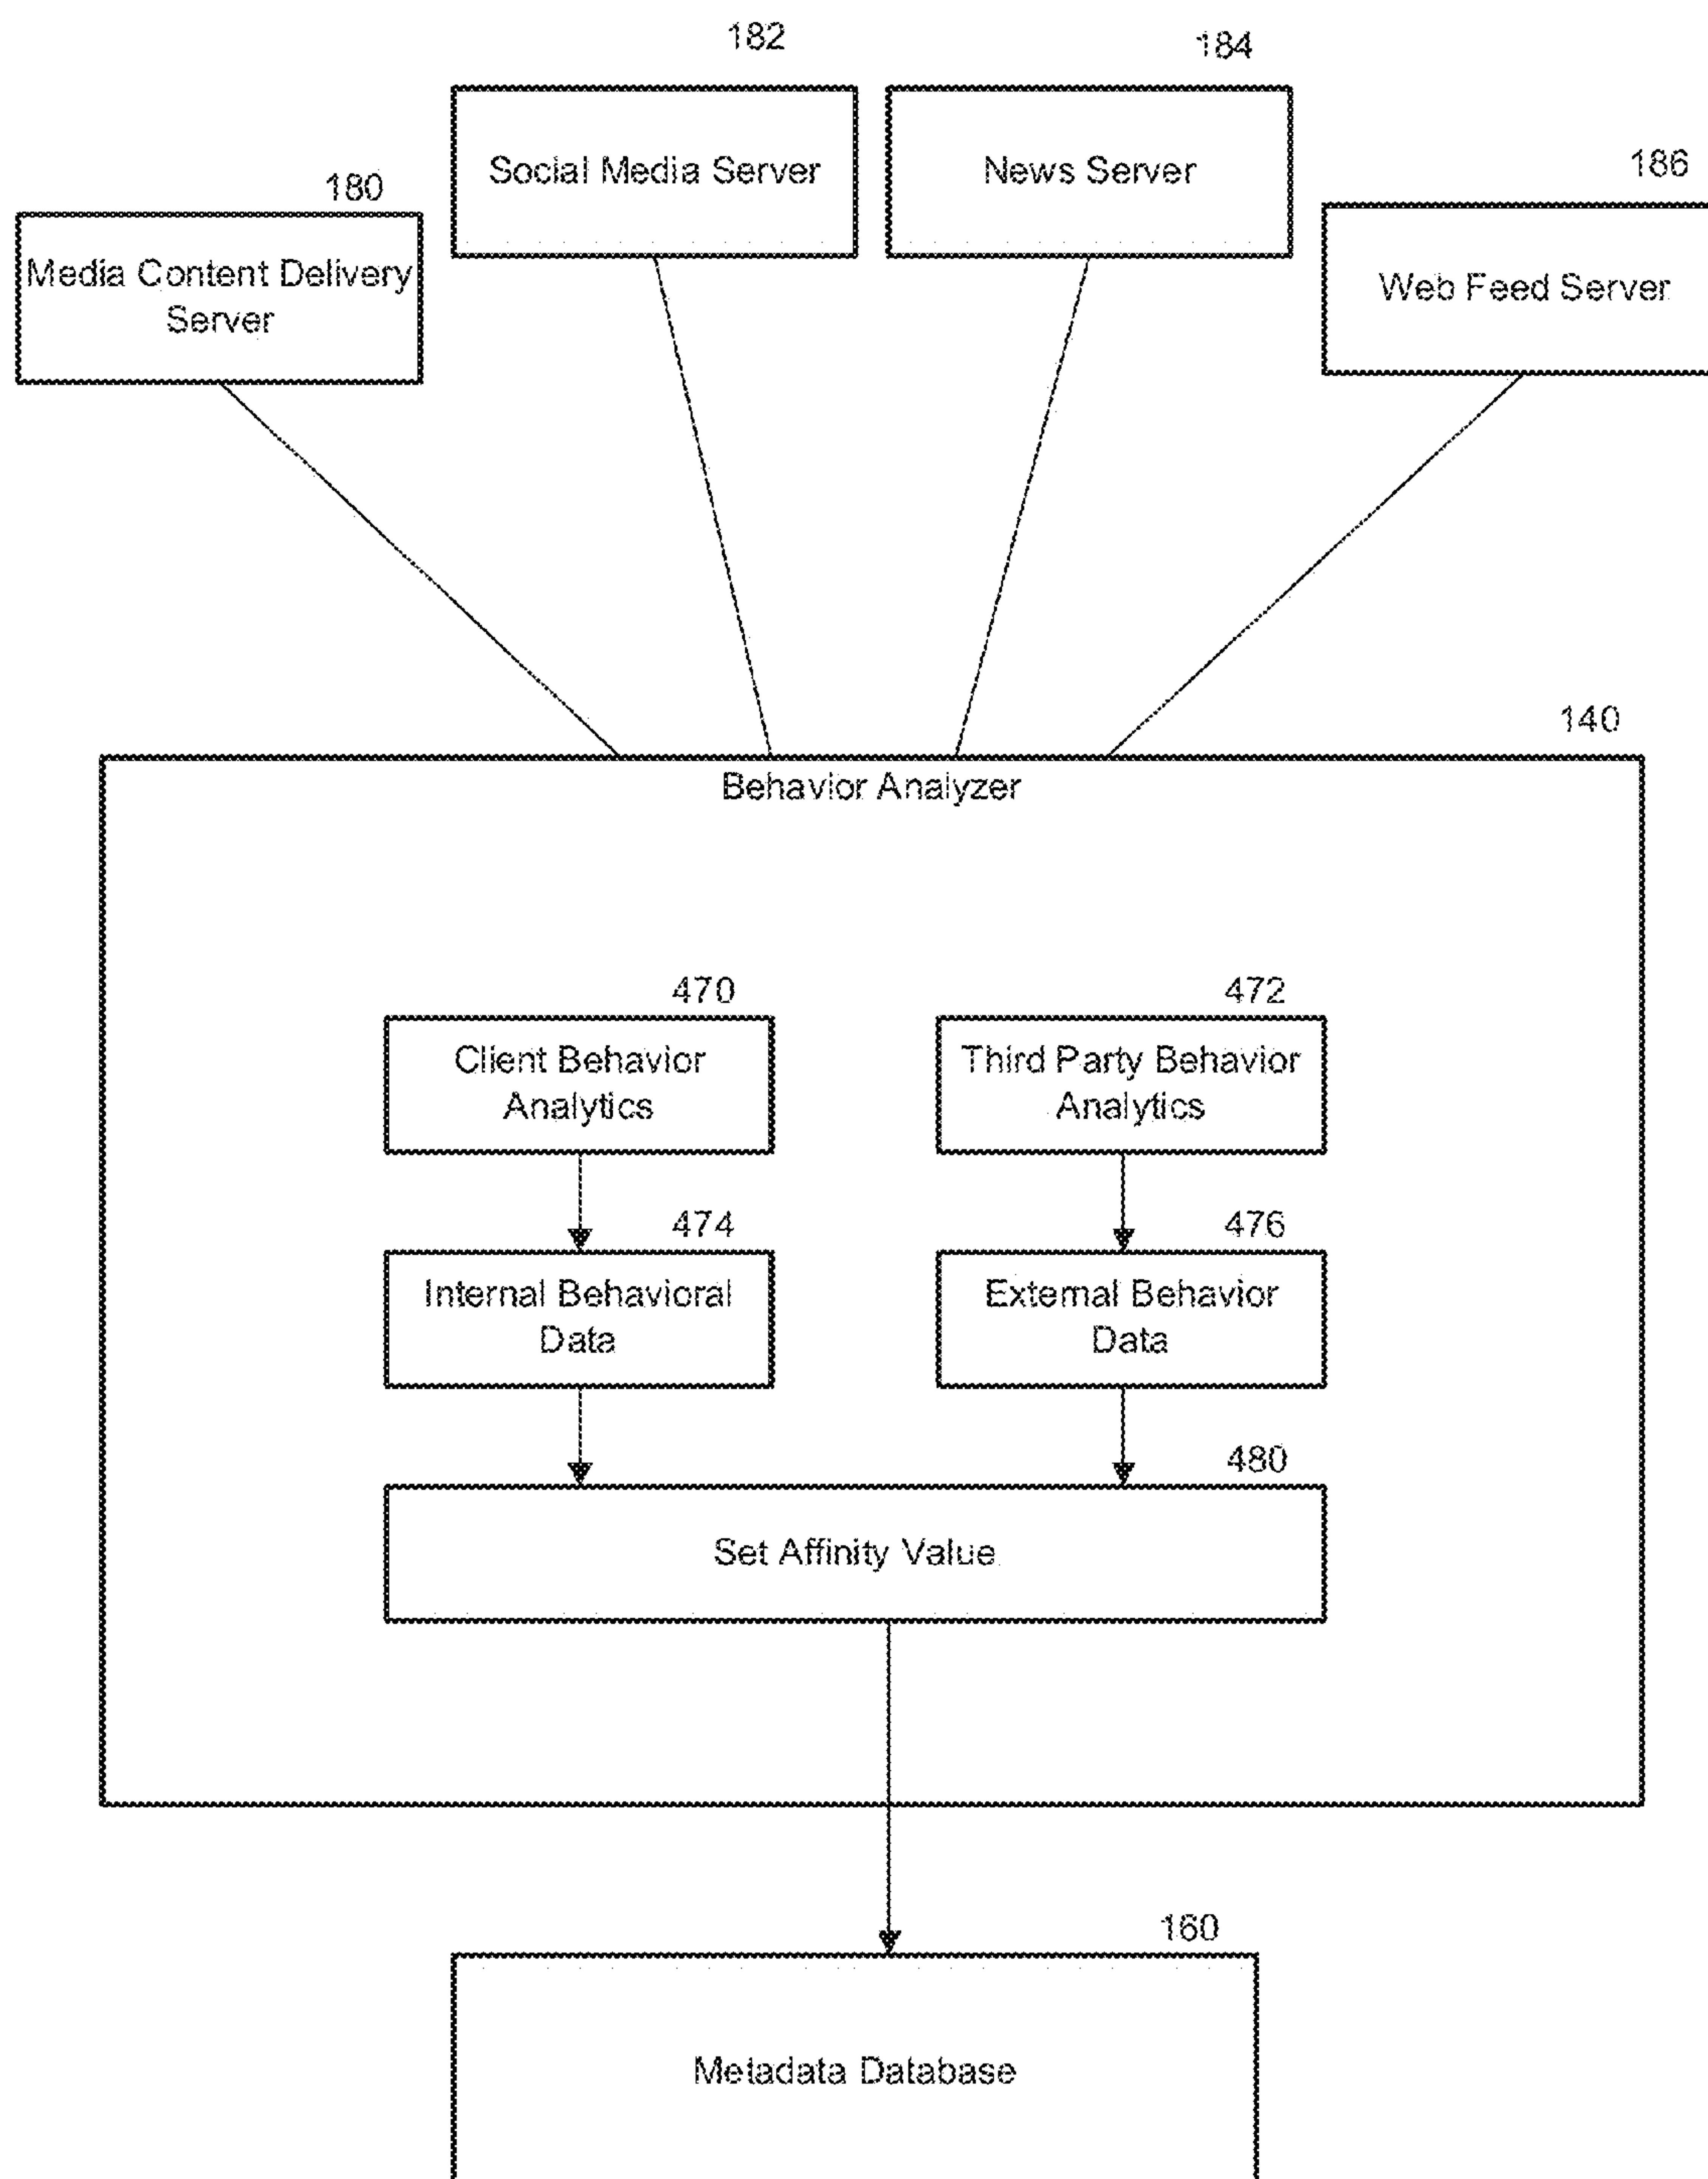 182
184
Social Media Server
News Server
186
180
Media Content Delivery
Server
Web Feed Server
140
Behavior Analyzer
470
472
Client Behavior
Analytics
Third Party Behavior
Analytics
474
476
Internal Behavioral
Data
External Behavior
Data
480
Set Affinity Value
160
Metadata Database